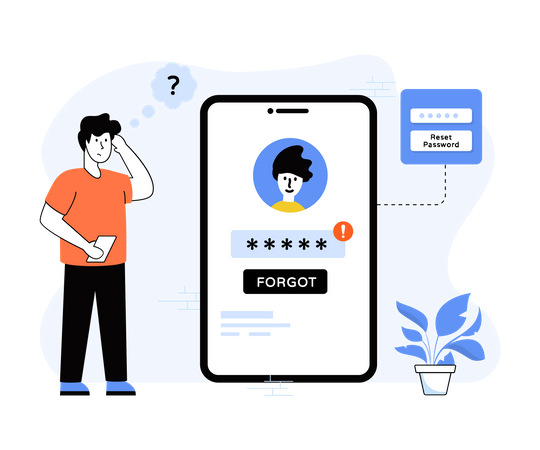 ?
* * * * *
!
FORGOT
* * * * *
Reset
Password